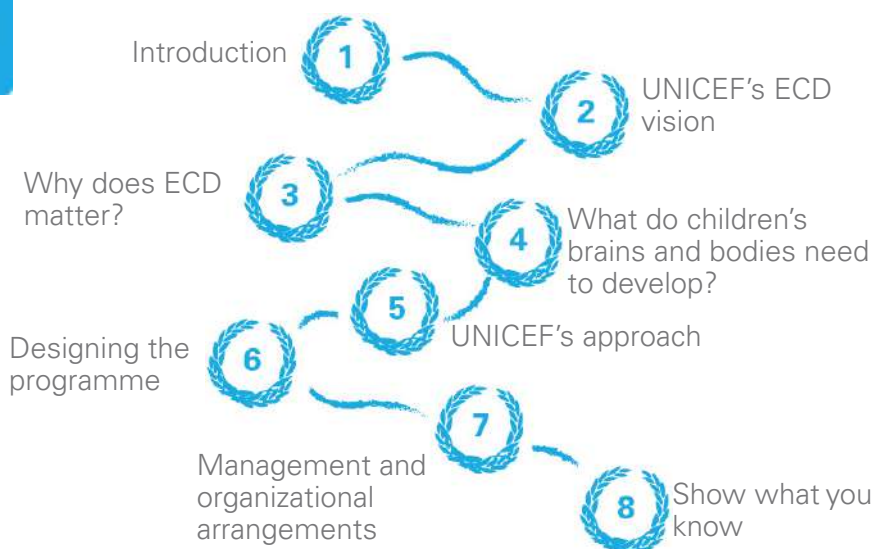 Introduction
1
2
UNICEF’s ECD
vision
Why does ECD
matter?
3
4
What do children’s
brains and bodies need
to develop?
5
UNICEF’s approach
Designing the
programme
6
7
Management and
organizational
arrangements
8
Show what you
know